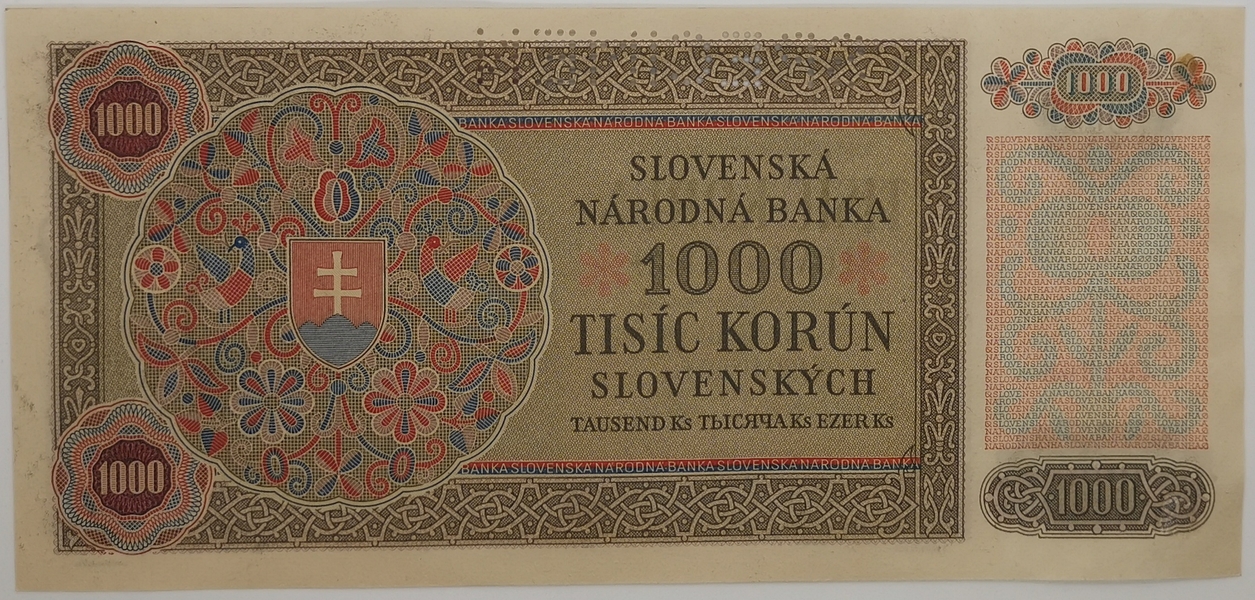 1000
1000
BANKA SLOVENSKÁ NÁRODNÁ BANKA SLOVENSKÁ NÁRODNÁ BANKA
SLOVENSKÁ
NÁRODNÁ BANKA
1000
TISÍC KORÚN
SLOVENSKÝCH
TAUSEND Ks ТЫСЯЧА Ks EZER Ks
BANKA SLOVENSKÁ NÁRODNÁ BANKA SLOVENSKÁ NÁRODNÁ BANKA
1000
1000